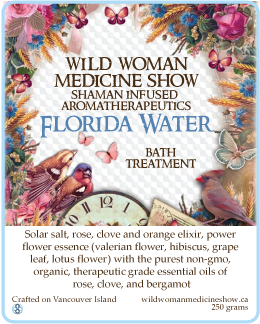 WILD WOMAN
MEDICINE SHOW
SHAMAN INFUSED
AROMATHERAPEUTICS
FLORIDA WATER
BATH
TREATMENT
Solar salt, rose, clove and orange elixir, power
flower essence (valerian flower, hibiscus, grape
leaf, lotus flower) with the purest non-gmo,
organic, therapeutic grade essential oils of
rose, clove, and bergamot
Crafted on Vancouver Island
wildwomanmedicineshow.ca
250 grams